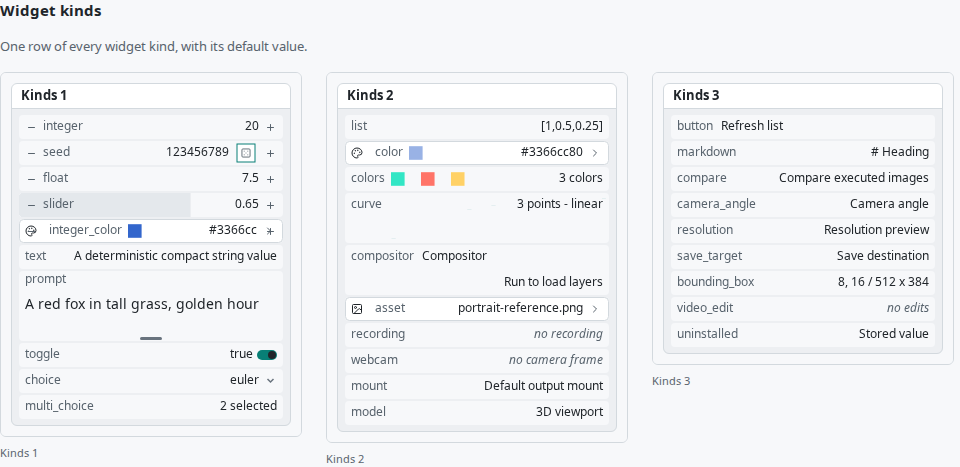 Widget kinds
One row of every widget kind, with its default value.
Kinds 1
integer 20
seed 123456789
float 7.5
slider 0.65
integer_color #3366cc
text A deterministic compact string value
prompt
A red fox in tall grass, golden hour
toggle true
choice euler
multi_choice 2 selected
Kinds 1
Kinds 2
list [1,0.5,0.25]
color #3366cc80
colors 3 colors
curve 3 points - linear
compositor Compositor
Run to load layers
asset portrait-reference.png
recording no recording
webcam no camera frame
mount Default output mount
model 3D viewport
Kinds 2
Kinds 3
button Refresh list
markdown # Heading
compare Compare executed images
camera_angle Camera angle
resolution Resolution preview
save_target Save destination
bounding_box 8, 16 / 512 x 384
video_edit no edits
uninstalled Stored value
Kinds 3